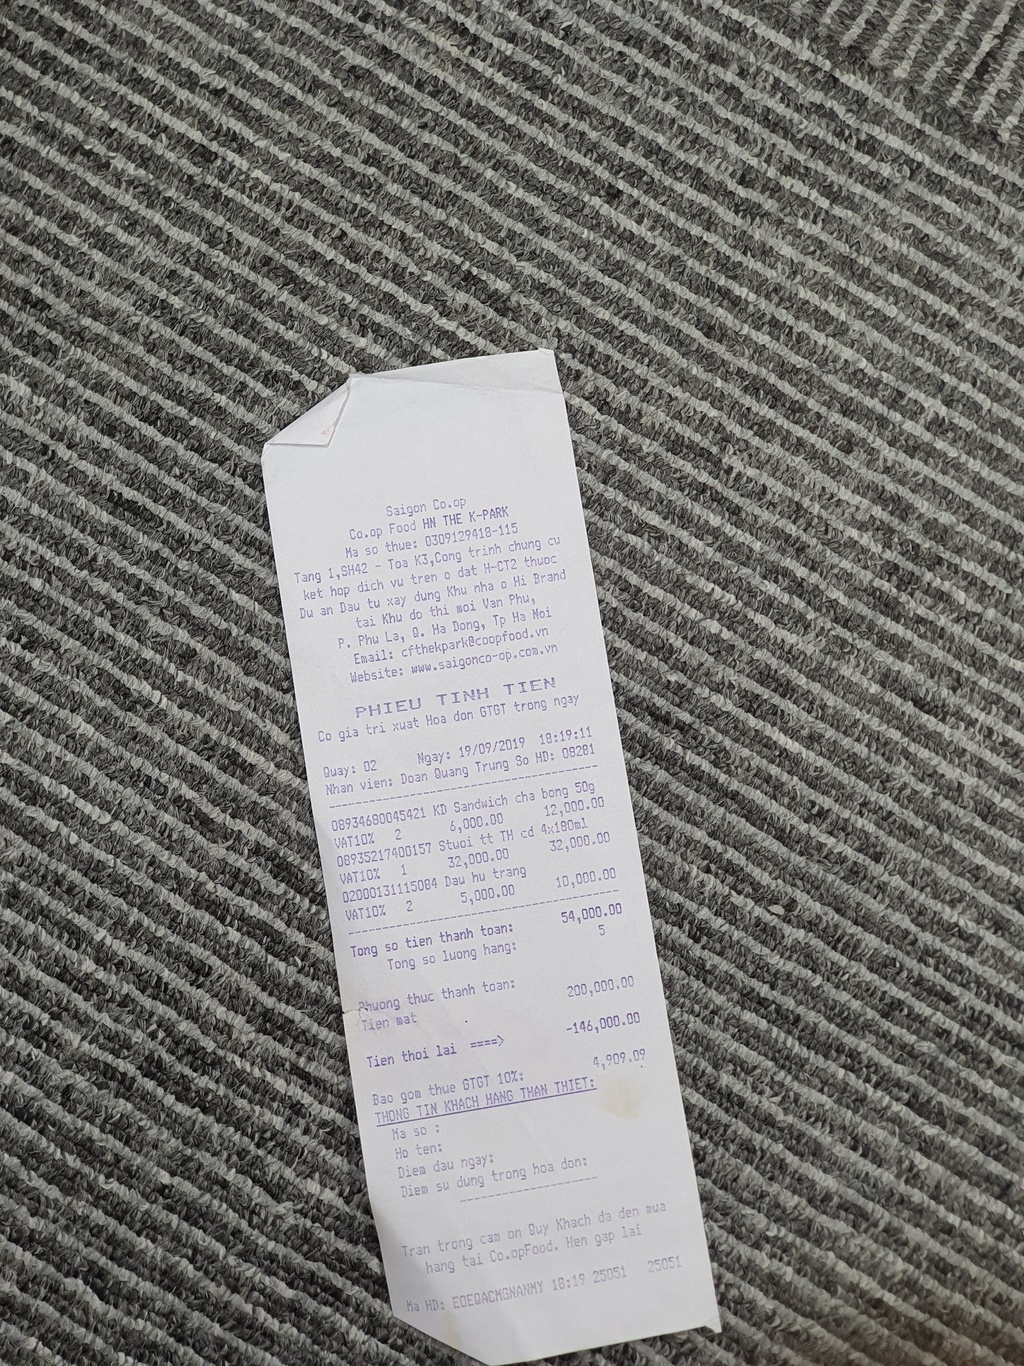 Saigon Co.op
Co.op Food HN THE K-PARK
Ma so thue: 0309129418-115
Tang 1,SH42 - Toa K3,Cong trinh chung cu
ket hop dich vu tren o dat H-CT2 thuoc
Du an Dau tu xay dung Khu nha o Hi Brand
tai Khu do thi moi Van Phu,
P. Phu La, Q. Ha Dong, Tp Ha Noi
Email: cfthekpark@coopfood.vn
Website: www.saigonco-op.com.vn
PHIEU TINH TIEN
Co gia tri xuat Hoa don GTGT trong ngay
Quay: 02 Ngay: 19/09/2019 18:19:11
Nhan vien: Doan Quang Trung So HD: 08281
08934680045421 KD Sandwich cha bong 50g
VAT10% 2 6,000.00 12,000.00
08935217400157 Stuoi tt TH cd 4x180ml
VAT10% 1 32,000.00 32,000.00
02000131115084 Dau hu trang
VAT10% 2 5,000.00 10,000.00
Tong so tien thanh toan: 54,000.00
Tong so luong hang: 5
Phuong thuc thanh toan:
Tien mat 200,000.00
Tien thoi lai ====> -146,000.00
Bao gom thue GTGT 10%: 4,909.09
THONG TIN KHACH HANG THAN THIET:
Ma so :
Ho ten:
Diem dau ngay:
Diem su dung trong hoa don:
Tran trong cam on Quy Khach da den mua
hang tai Co.opFood. Hen gap lai
Ma HD: EOEQACMGNANMY 18:19 25051 25051